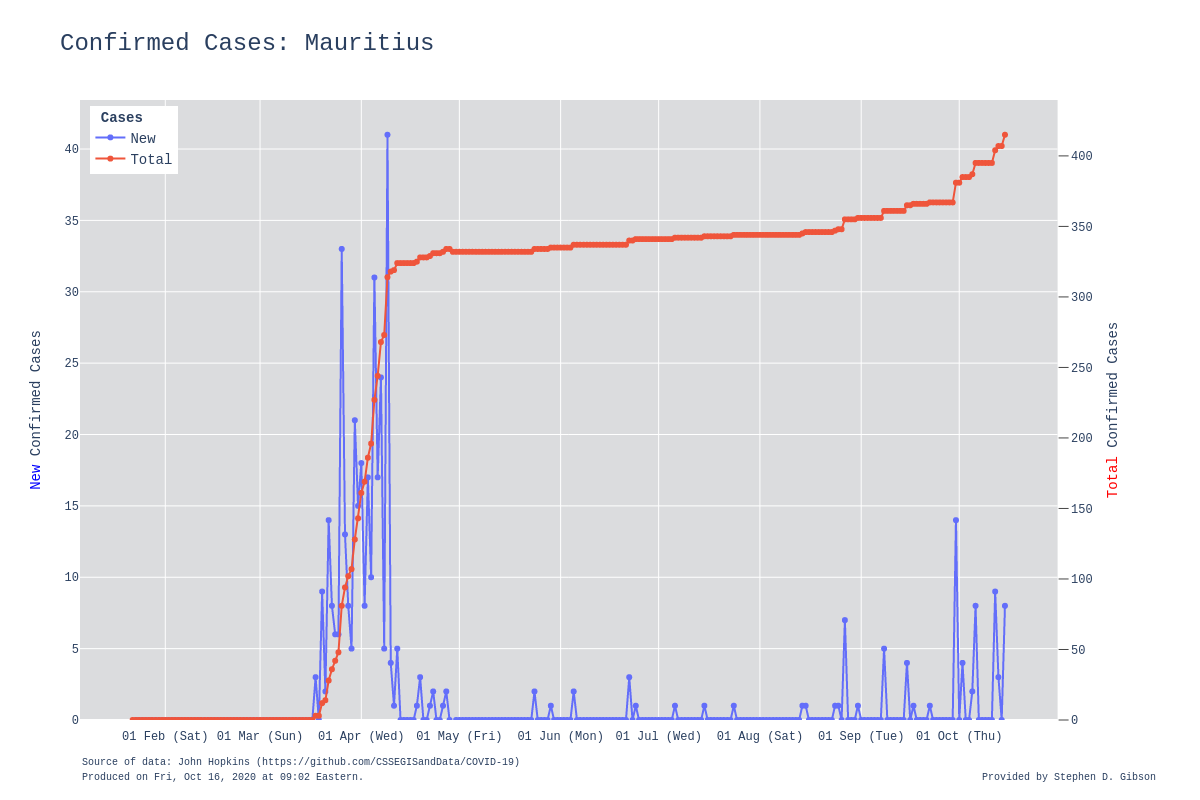 Confirmed Cases: Mauritius
Cases
New
Total
40
35
30
25
20
15
10
5
0
New Confirmed Cases
400
350
300
250
200
150
100
50
0
Total Confirmed Cases
01 Feb (Sat) 01 Mar (Sun) 01 Apr (Wed) 01 May (Fri) 01 Jun (Mon) 01 Jul (Wed) 01 Aug (Sat) 01 Sep (Tue) 01 Oct (Thu)
Source of data: John Hopkins (https://github.com/CSSEGISandData/COVID-19)
Produced on Fri, Oct 16, 2020 at 09:02 Eastern.
Provided by Stephen D. Gibson